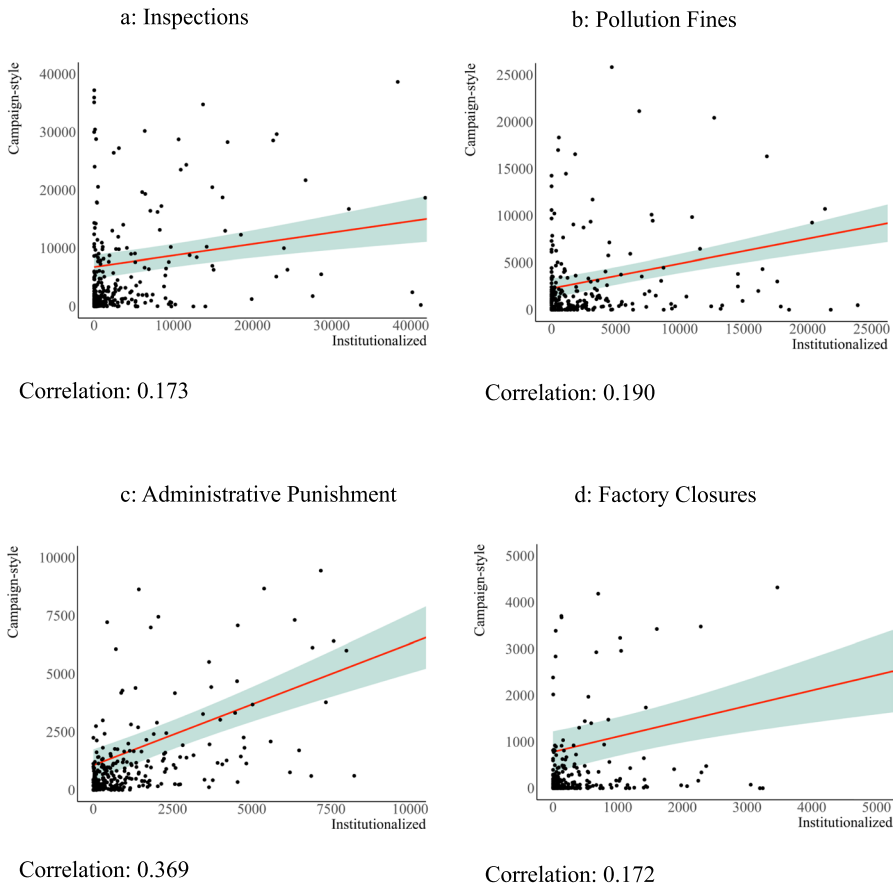 a: Inspections
Campaign-style
40000
30000
20000
10000
0
0 10000 20000 30000 40000
Institutionalized
Correlation: 0.173
b: Pollution Fines
Campaign-style
25000
20000
15000
10000
5000
0
0 5000 10000 15000 20000 25000
Institutionalized
Correlation: 0.190
c: Administrative Punishment
Campaign-style
10000
7500
5000
2500
0
0 2500 5000 7500 10000
Institutionalized
Correlation: 0.369
d: Factory Closures
Campaign-style
5000
4000
3000
2000
1000
0
0 1000 2000 3000 4000 5000
Institutionalized
Correlation: 0.172